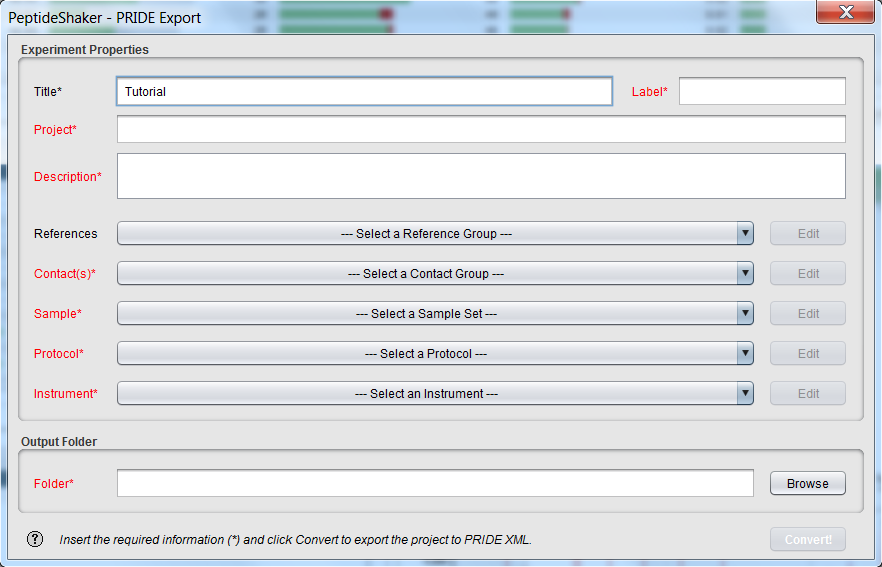 PeptideShaker - PRIDE Export
Experiment Properties
Title* Tutorial Label*
Project*
Description*
References --- Select a Reference Group --- Edit
Contact(s)* --- Select a Contact Group --- Edit
Sample* --- Select a Sample Set --- Edit
Protocol* --- Select a Protocol --- Edit
Instrument* --- Select an Instrument --- Edit
Output Folder
Folder* Browse
? Insert the required information (*) and click Convert to export the project to PRIDE XML. Convert!